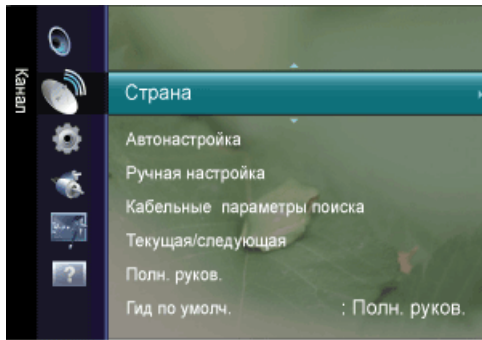 Канал
Страна
Автонастройка
Ручная настройка
Кабельные параметры поиска
Текущая/следующая
Полн. руков.
Гид по умолч. : Полн. руков.
?